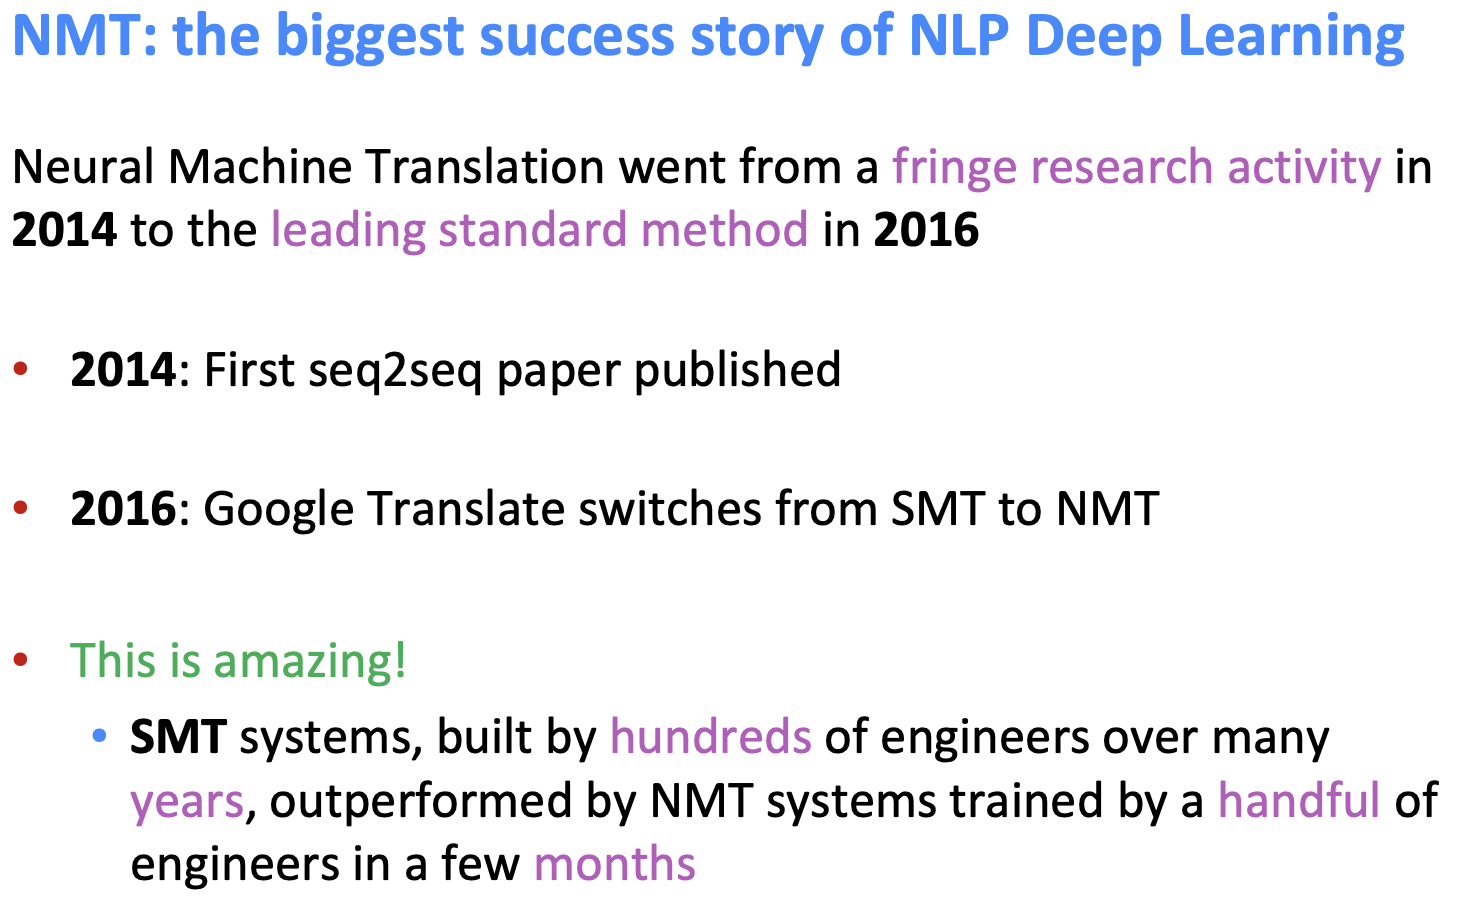 NMT: the biggest success story of NLP Deep Learning
Neural Machine Translation went from a fringe research activity in
2014 to the leading standard method in 2016
• 2014: First seq2seq paper published
• 2016: Google Translate switches from SMT to NMT
• This is amazing!
• SMT systems, built by hundreds of engineers over many
years, outperformed by NMT systems trained by a handful of
engineers in a few months